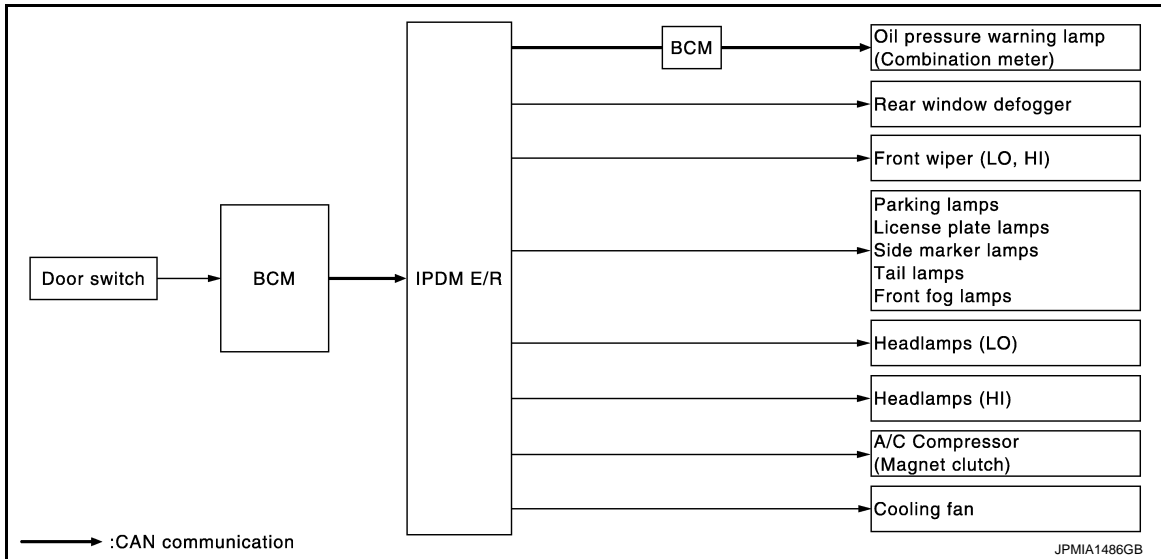 Door switch
BCM
IPDM E/R
BCM
Oil pressure warning lamp
(Combination meter)
Rear window defogger
Front wiper (LO, HI)
Parking lamps
License plate lamps
Side marker lamps
Tail lamps
Front fog lamps
Headlamps (LO)
Headlamps (HI)
A/C Compressor
(Magnet clutch)
Cooling fan
:CAN communication
JPMIA1486GB